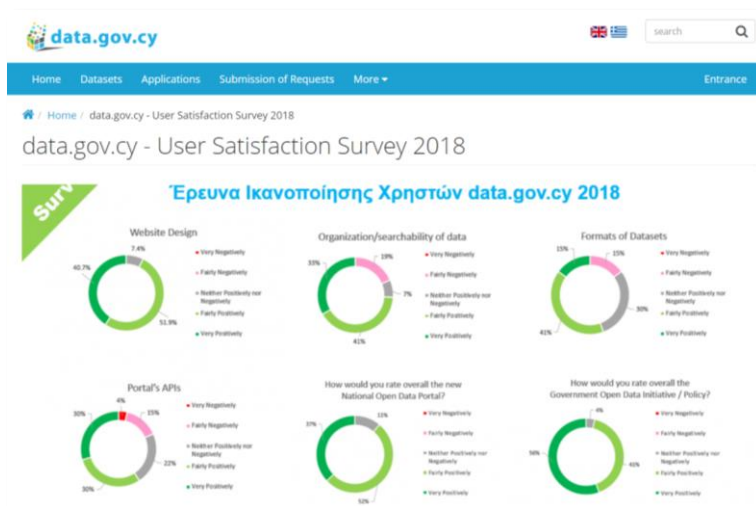 data.gov.cy
search
Home Datasets Applications Submission of Requests More Entrance
/ Home / data.gov.cy - User Satisfaction Survey 2018
data.gov.cy - User Satisfaction Survey 2018
Surv
Έρευνα Ικανοποίησης Χρηστών data.gov.cy 2018
Website Design
7.4%
40.7%
51.9%
Very Negatively
Fairly Negatively
Neither Positively nor
Negatively
Fairly Positively
Very Positively
Organization/searchability of data
33%
19%
7%
41%
Very Negatively
Fairly Negatively
Neither Positively nor
Negatively
Fairly Positively
Very Positively
Formats of Datasets
15%
15%
30%
41%
Very Negatively
Fairly Negatively
Neither Positively nor
Negatively
Fairly Positively
Very Positively
Portal's APIs
4%
30%
15%
22%
30%
Very Negatively
Fairly Negatively
Neither Positively nor
Negatively
Fairly Positively
Very Positively
How would you rate overall the new
National Open Data Portal?
11%
37%
Very Negatively
Fairly Negatively
Neither Positively nor
Negatively
Fairly Positively
Very Positively
How would you rate overall the
Government Open Data Initiative / Policy?
4%
Very Negatively
Fairly Negatively
Neither Positively nor
Negatively
Fairly Positively
Very Positively